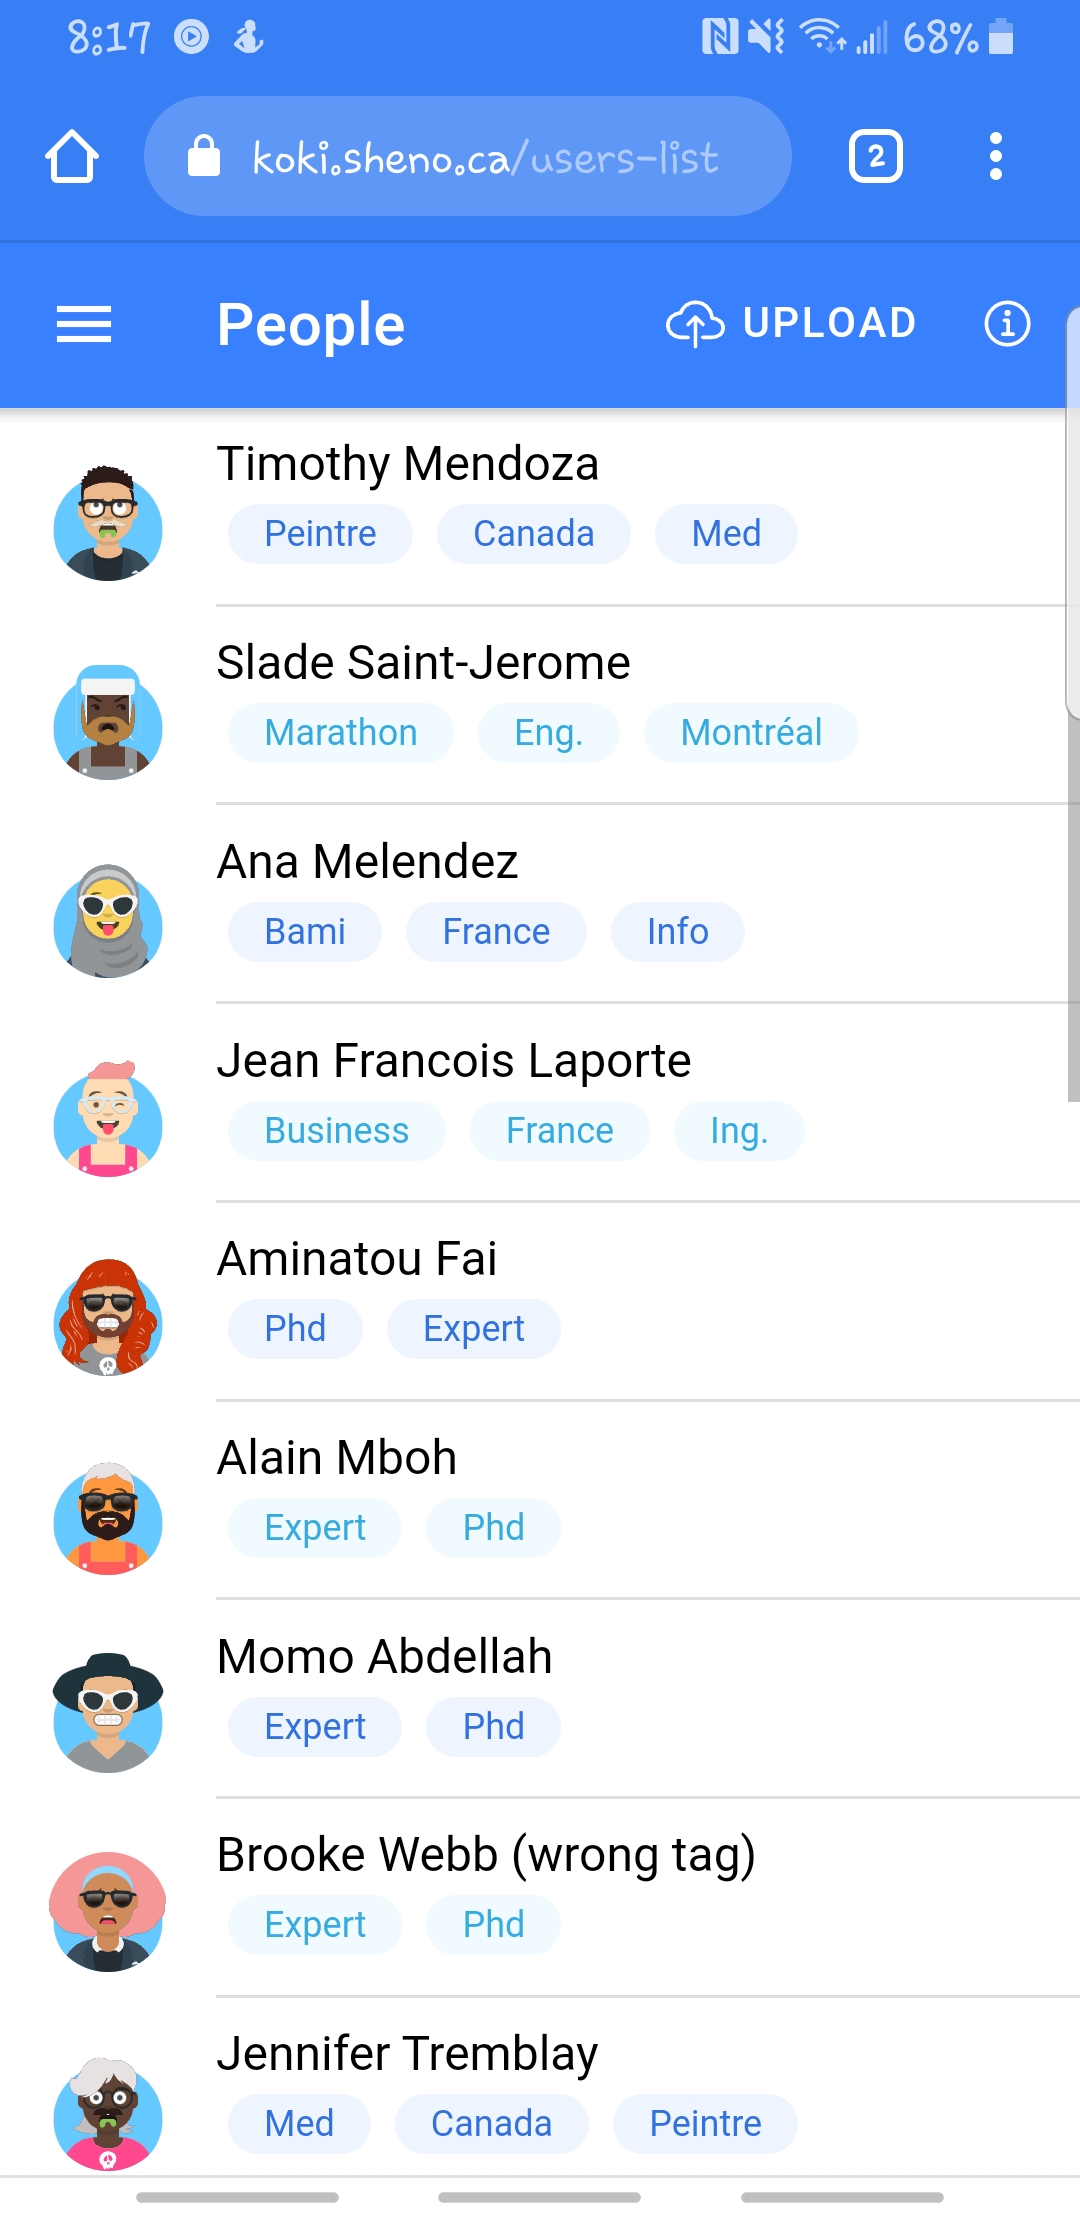 8:17 68%
koki.sheno.ca/users-list 2
People UPLOAD
Timothy Mendoza
Peintre Canada Med
Slade Saint-Jerome
Marathon Eng. Montréal
Ana Melendez
Bami France Info
Jean Francois Laporte
Business France Ing.
Aminatou Fai
Phd Expert
Alain Mboh
Expert Phd
Momo Abdellah
Expert Phd
Brooke Webb (wrong tag)
Expert Phd
Jennifer Tremblay
Med Canada Peintre